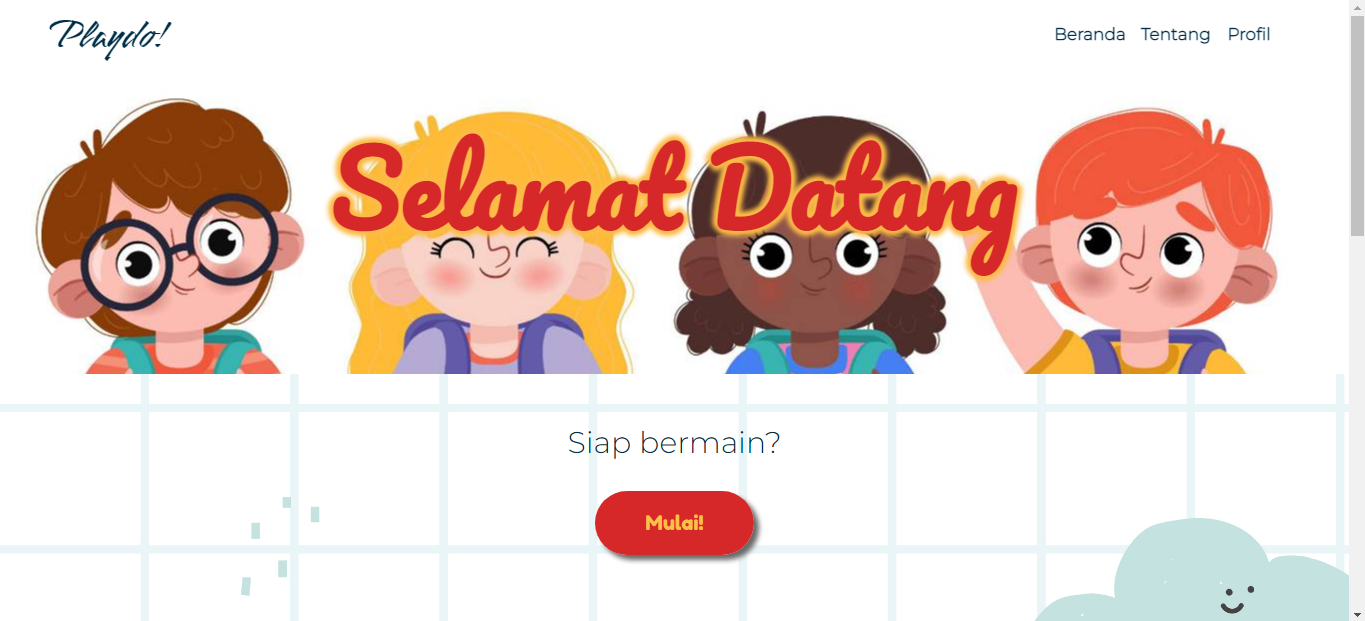 Playdo!
Beranda Tentang Profil
Selamat Datang
Siap bermain?
Mulai!